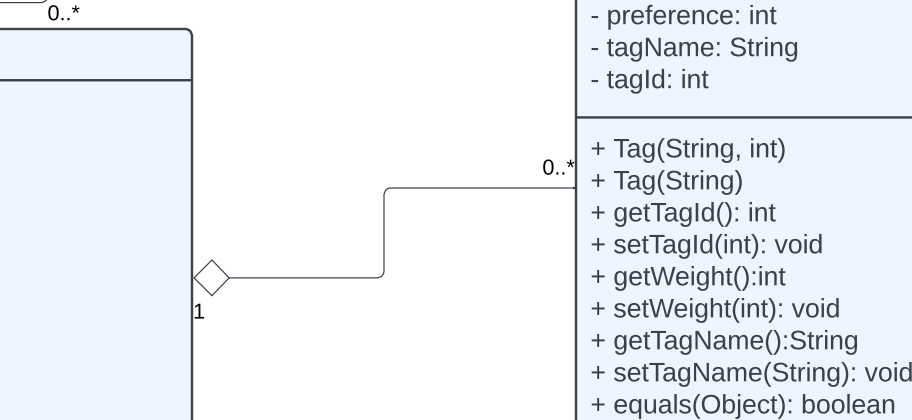 0..*
- preference: int
- tagName: String
- tagId: int
+ Tag(String, int)
0..*
+ Tag(String)
+ getTagId(): int
+ setTagId(int): void
+ getWeight():int
1
+ setWeight(int): void
+ getTagName():String
+ setTagName(String): void
+ equals(Object): boolean